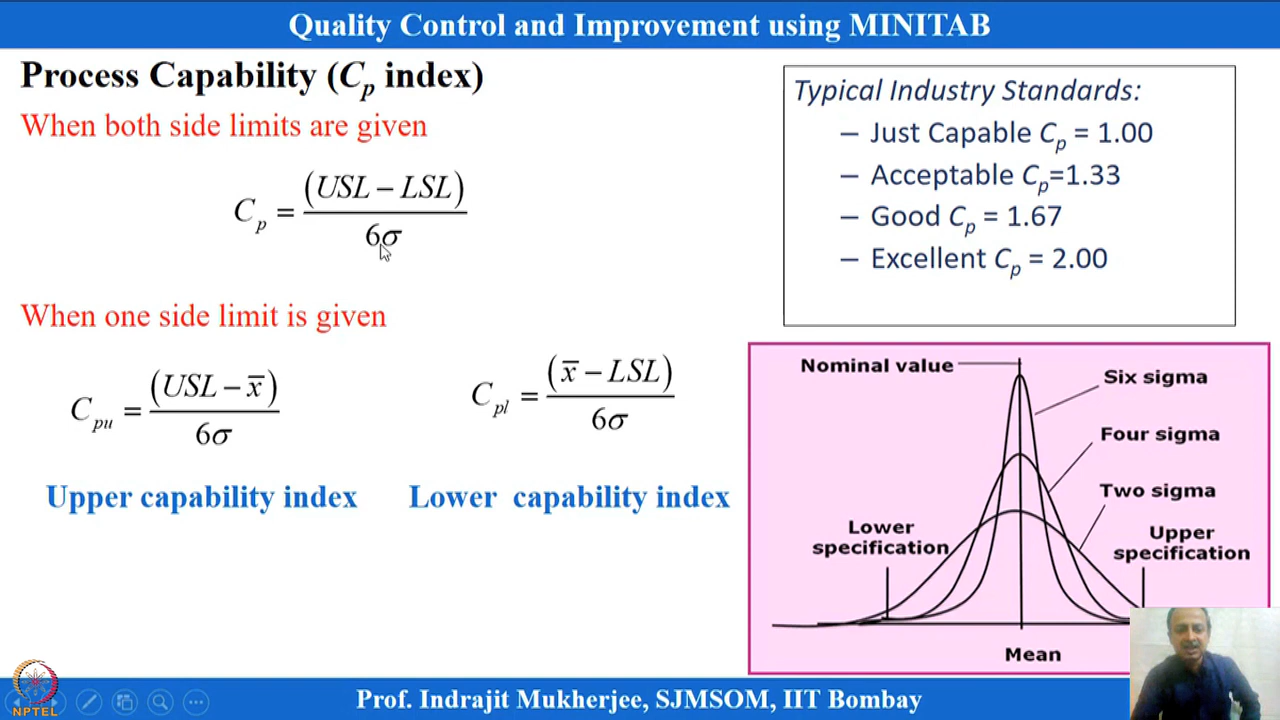 Quality Control and Improvement using MINITAB
Process Capability (Cp index)
When both side limits are given
Cp = (USL − LSL) / 6σ
When one side limit is given
Cpu = (USL − x̅) / 6σ
Cpl = (x̅ − LSL) / 6σ
Upper capability index
Lower capability index
Typical Industry Standards:
– Just Capable Cp = 1.00
– Acceptable Cp=1.33
– Good Cp = 1.67
– Excellent Cp = 2.00
Nominal value
Six sigma
Four sigma
Two sigma
Lower
specification
Upper
specification
Mean
NPTEL
Prof. Indrajit Mukherjee, SJMSOM, IIT Bombay